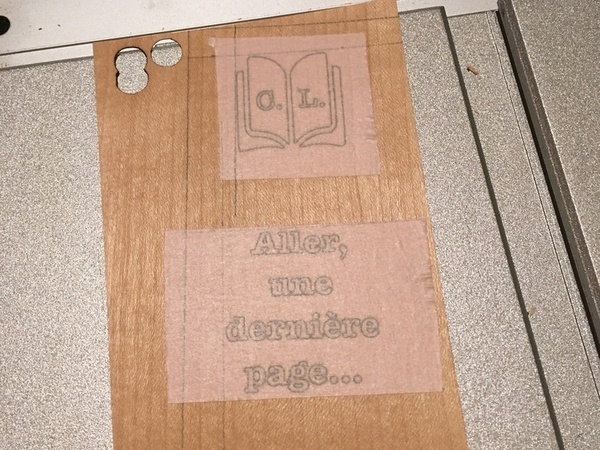 C. L.
Aller,
une
dernière
page...